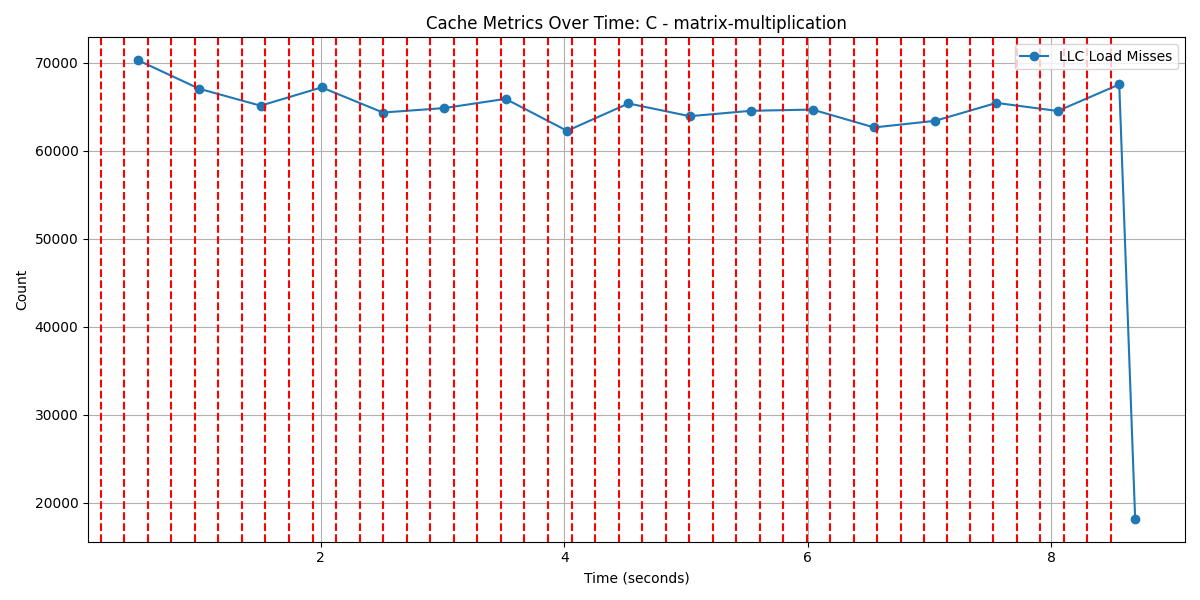 Cache Metrics Over Time: C - matrix-multiplication
LLC Load Misses
70000
60000
50000
40000
30000
20000
Count
2
4
6
8
Time (seconds)